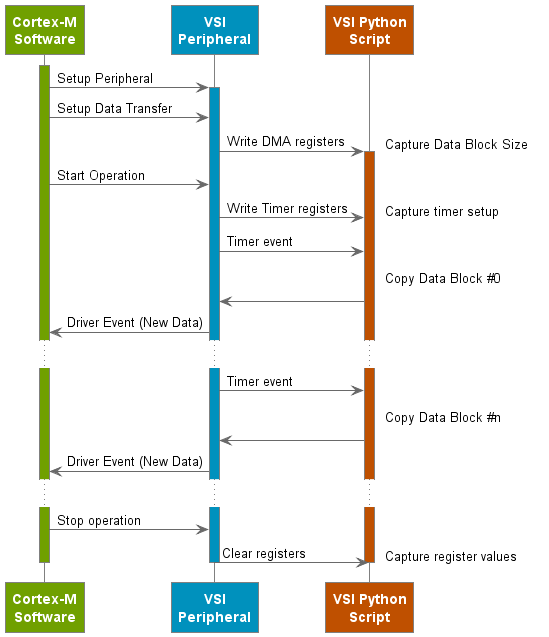 Cortex-M
Software
VSI
Peripheral
VSI Python
Script
Setup Peripheral
Setup Data Transfer
Write DMA registers
Capture Data Block Size
Start Operation
Write Timer registers
Capture timer setup
Timer event
Copy Data Block #0
Driver Event (New Data)
Timer event
Copy Data Block #n
Driver Event (New Data)
Stop operation
Clear registers
Capture register values
Cortex-M
Software
VSI
Peripheral
VSI Python
Script